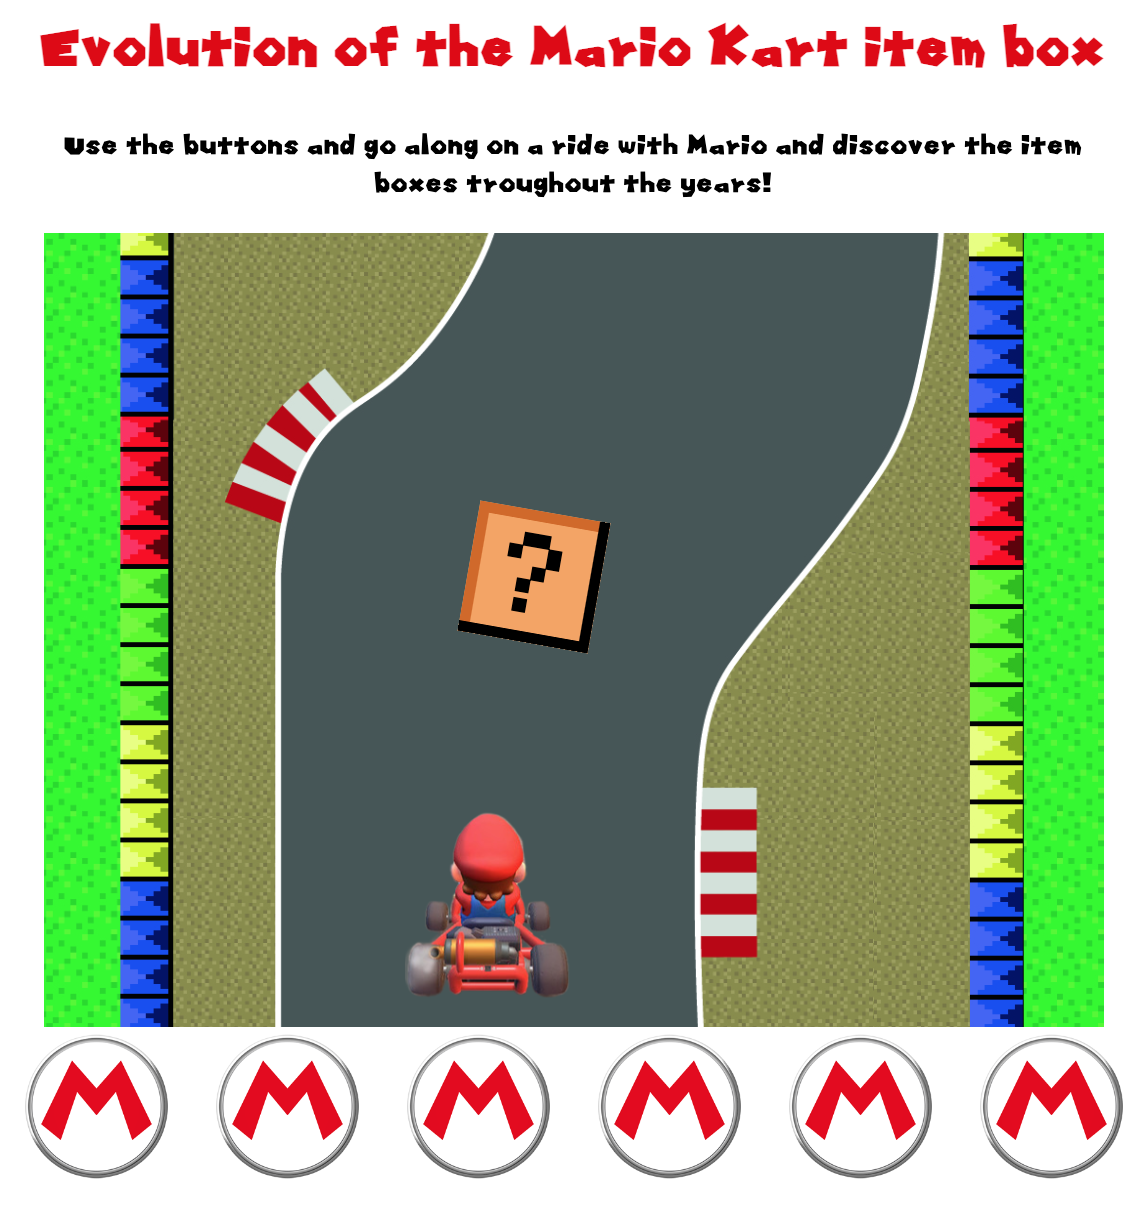 Evolution of the Mario Kart item box
Use the buttons and go along on a ride with Mario and discover the item
boxes troughout the years!
?
M M M M M M